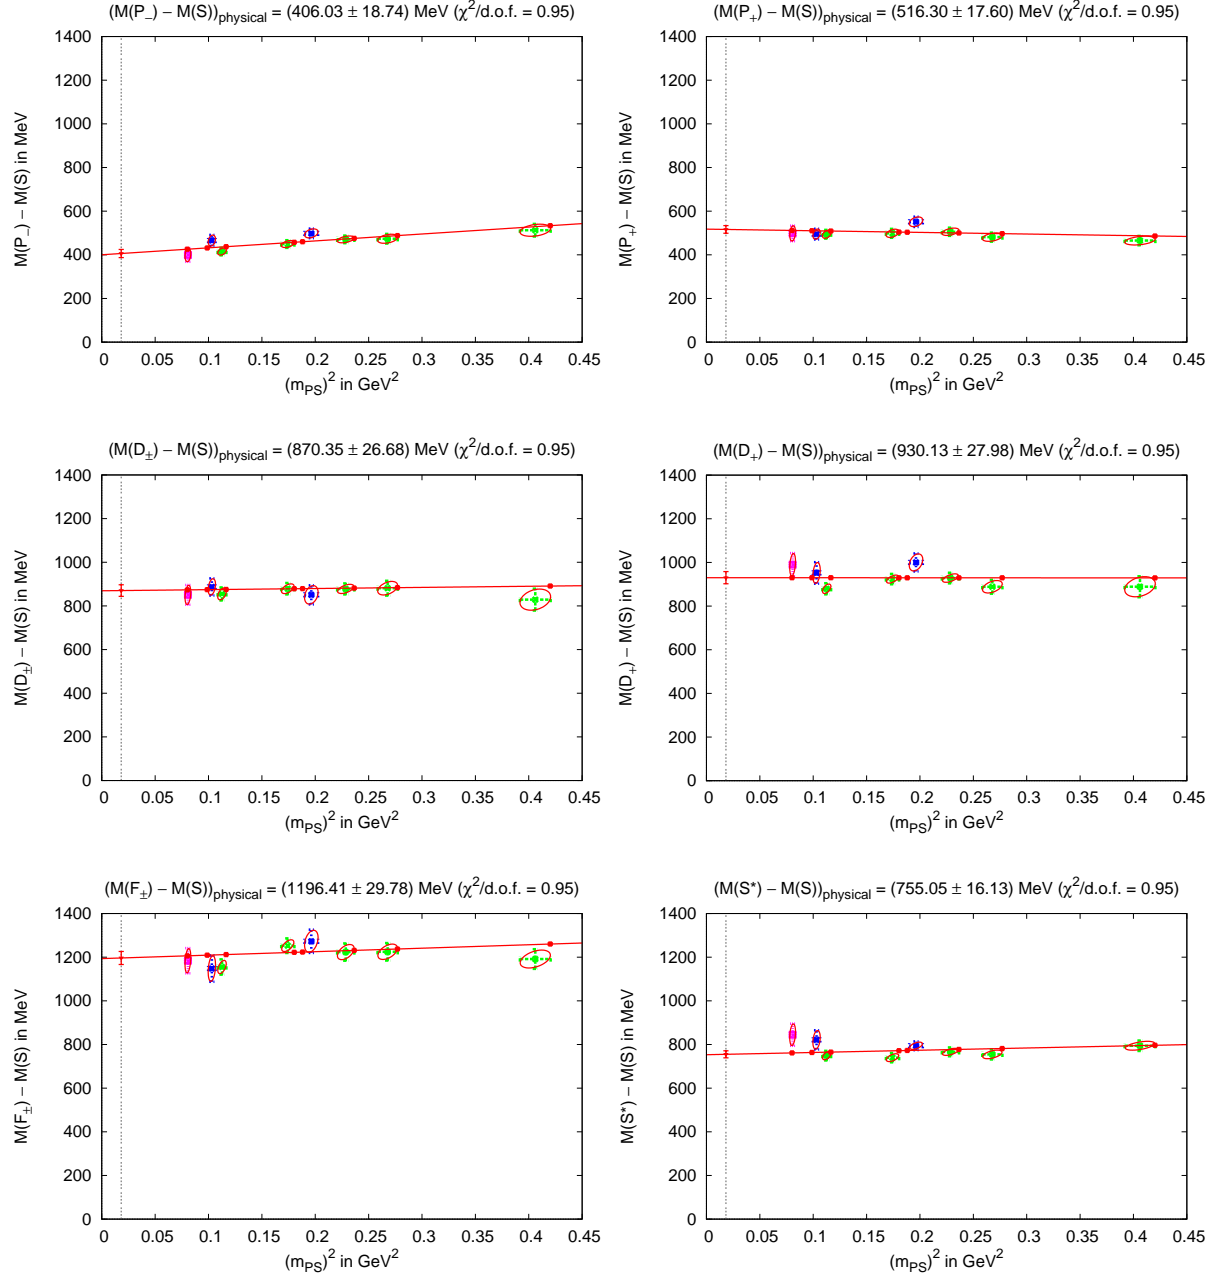 (M(P₋) − M(S))physical = (406.03 ± 18.74) MeV (χ²/d.o.f. = 0.95)
1400
1200
1000
800
600
400
200
0
M(P₋) − M(S) in MeV
0 0.05 0.1 0.15 0.2 0.25 0.3 0.35 0.4 0.45
(mPS)² in GeV²
(M(P₊) − M(S))physical = (516.30 ± 17.60) MeV (χ²/d.o.f. = 0.95)
1400
1200
1000
800
600
400
200
0
M(P₊) − M(S) in MeV
0 0.05 0.1 0.15 0.2 0.25 0.3 0.35 0.4 0.45
(mPS)² in GeV²
(M(D±) − M(S))physical = (870.35 ± 26.68) MeV (χ²/d.o.f. = 0.95)
1400
1200
1000
800
600
400
200
0
M(D±) − M(S) in MeV
0 0.05 0.1 0.15 0.2 0.25 0.3 0.35 0.4 0.45
(mPS)² in GeV²
(M(D₊) − M(S))physical = (930.13 ± 27.98) MeV (χ²/d.o.f. = 0.95)
1400
1200
1000
800
600
400
200
0
M(D₊) − M(S) in MeV
0 0.05 0.1 0.15 0.2 0.25 0.3 0.35 0.4 0.45
(mPS)² in GeV²
(M(F±) − M(S))physical = (1196.41 ± 29.78) MeV (χ²/d.o.f. = 0.95)
1400
1200
1000
800
600
400
200
0
M(F±) − M(S) in MeV
0 0.05 0.1 0.15 0.2 0.25 0.3 0.35 0.4 0.45
(mPS)² in GeV²
(M(S*) − M(S))physical = (755.05 ± 16.13) MeV (χ²/d.o.f. = 0.95)
1400
1200
1000
800
600
400
200
0
M(S*) − M(S) in MeV
0 0.05 0.1 0.15 0.2 0.25 0.3 0.35 0.4 0.45
(mPS)² in GeV²